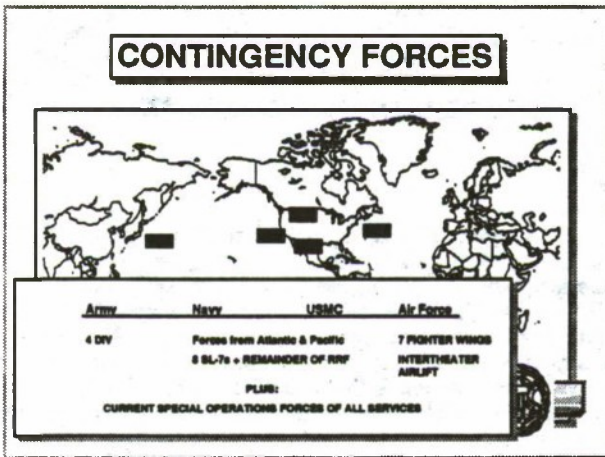 CONTINGENCY FORCES
Army Navy USMC Air Force
4 DIV Forces from Atlantic & Pacific 7 FIGHTER WINGS
8 SL-7s + REMAINDER OF RRF INTERTHEATER
AIRLIFT
PLUS:
CURRENT SPECIAL OPERATIONS FORCES OF ALL SERVICES